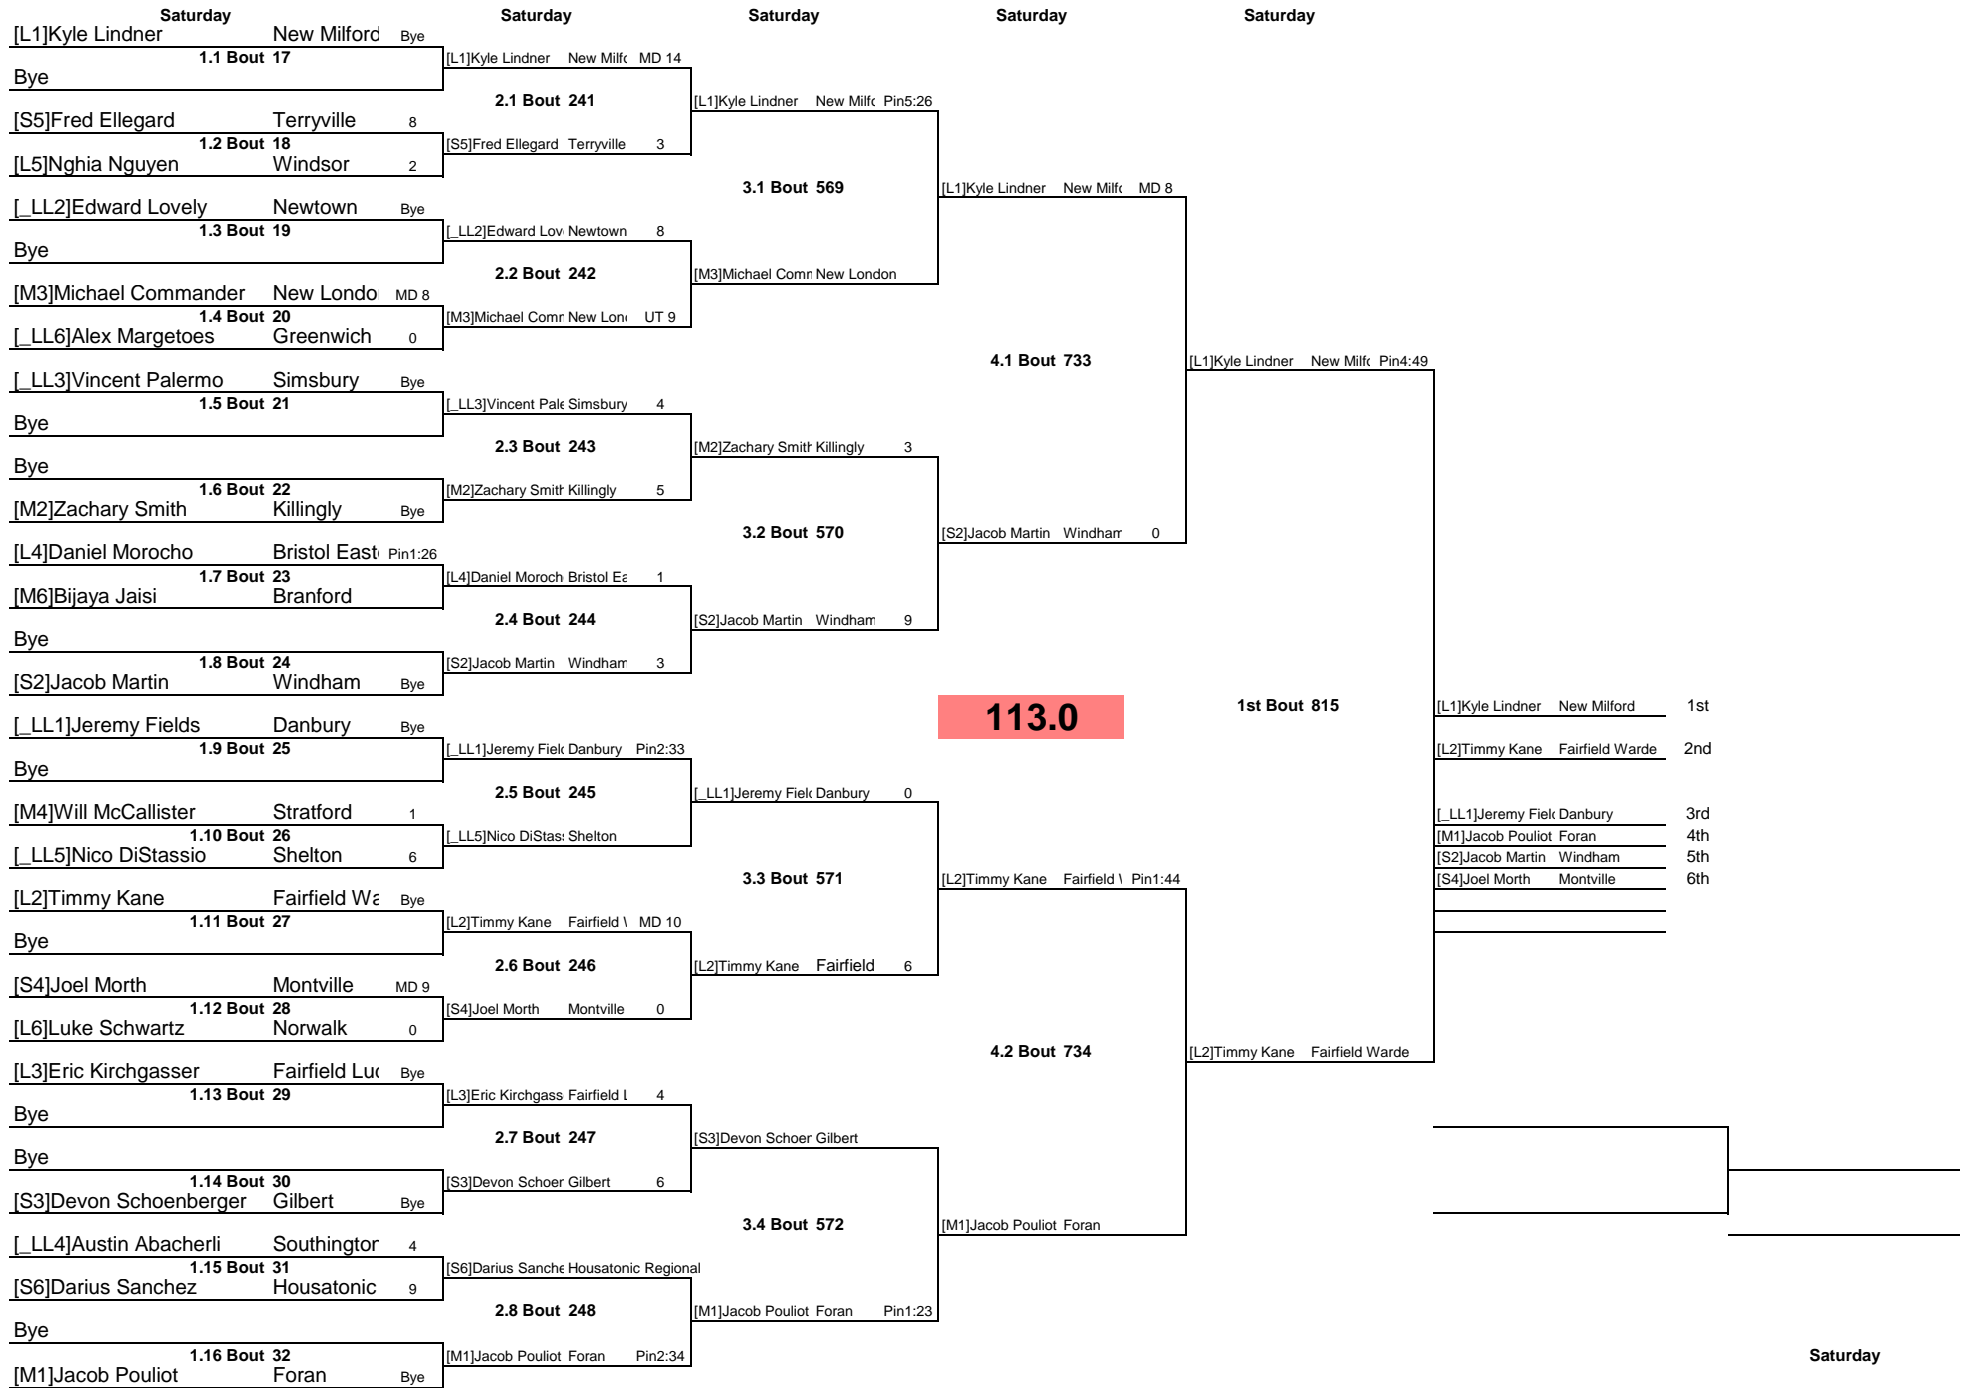 Saturday Saturday Saturday Saturday Saturday
[L1]Kyle Lindner New Milford Bye
1.1 Bout 17
Bye
[L1]Kyle Lindner New Milf MD 14
2.1 Bout 241
[L1]Kyle Lindner New Milf Pin5:26
[S5]Fred Ellegard Terryville 8
1.2 Bout 18
[L5]Nghia Nguyen Windsor 2
[S5]Fred Ellegard Terryville 3
3.1 Bout 569
[L1]Kyle Lindner New Milf MD 8
[_LL2]Edward Lovely Newtown Bye
1.3 Bout 19
Bye
[_LL2]Edward Lov Newtown 8
2.2 Bout 242
[M3]Michael Comm New London
[M3]Michael Commander New Londo MD 8
1.4 Bout 20
[_LL6]Alex Margetoes Greenwich 0
[M3]Michael Comm New Lon UT 9
4.1 Bout 733
[L1]Kyle Lindner New Milf Pin4:49
[_LL3]Vincent Palermo Simsbury Bye
1.5 Bout 21
Bye
[_LL3]Vincent Pale Simsbury 4
2.3 Bout 243
[M2]Zachary Smith Killingly 3
Bye
1.6 Bout 22
[M2]Zachary Smith Killingly Bye
[M2]Zachary Smith Killingly 5
3.2 Bout 570
[S2]Jacob Martin Windham 0
[L4]Daniel Morocho Bristol East Pin1:26
1.7 Bout 23
[M6]Bijaya Jaisi Branford
[L4]Daniel Moroch Bristol Ea 1
2.4 Bout 244
[S2]Jacob Martin Windham 9
Bye
1.8 Bout 24
[S2]Jacob Martin Windham Bye
[S2]Jacob Martin Windham 3
113.0
1st Bout 815
[L1]Kyle Lindner New Milford 1st
[L2]Timmy Kane Fairfield Warde 2nd
[_LL1]Jeremy Fiel Danbury 3rd
[M1]Jacob Pouliot Foran 4th
[S2]Jacob Martin Windham 5th
[S4]Joel Morth Montville 6th
[_LL1]Jeremy Fields Danbury Bye
1.9 Bout 25
Bye
[_LL1]Jeremy Fiel Danbury Pin2:33
2.5 Bout 245
[_LL1]Jeremy Fiel Danbury 0
[M4]Will McCallister Stratford 1
1.10 Bout 26
[_LL5]Nico DiStassio Shelton 6
[_LL5]Nico DiStas Shelton
3.3 Bout 571
[L2]Timmy Kane Fairfield Pin1:44
[L2]Timmy Kane Fairfield Wa Bye
1.11 Bout 27
Bye
[L2]Timmy Kane Fairfield MD 10
2.6 Bout 246
[L2]Timmy Kane Fairfield 6
[S4]Joel Morth Montville MD 9
1.12 Bout 28
[L6]Luke Schwartz Norwalk 0
[S4]Joel Morth Montville 0
4.2 Bout 734
[L2]Timmy Kane Fairfield Warde
[L3]Eric Kirchgasser Fairfield Lu Bye
1.13 Bout 29
Bye
[L3]Eric Kirchgass Fairfield L 4
2.7 Bout 247
[S3]Devon Schoen Gilbert
Bye
1.14 Bout 30
[S3]Devon Schoenberger Gilbert Bye
[S3]Devon Schoen Gilbert 6
3.4 Bout 572
[M1]Jacob Pouliot Foran
[_LL4]Austin Abacherli Southington 4
1.15 Bout 31
[S6]Darius Sanchez Housatonic 9
[S6]Darius Sanche Housatonic Regional
2.8 Bout 248
[M1]Jacob Pouliot Foran Pin1:23
Bye
1.16 Bout 32
[M1]Jacob Pouliot Foran Bye
[M1]Jacob Pouliot Foran Pin2:34
Saturday